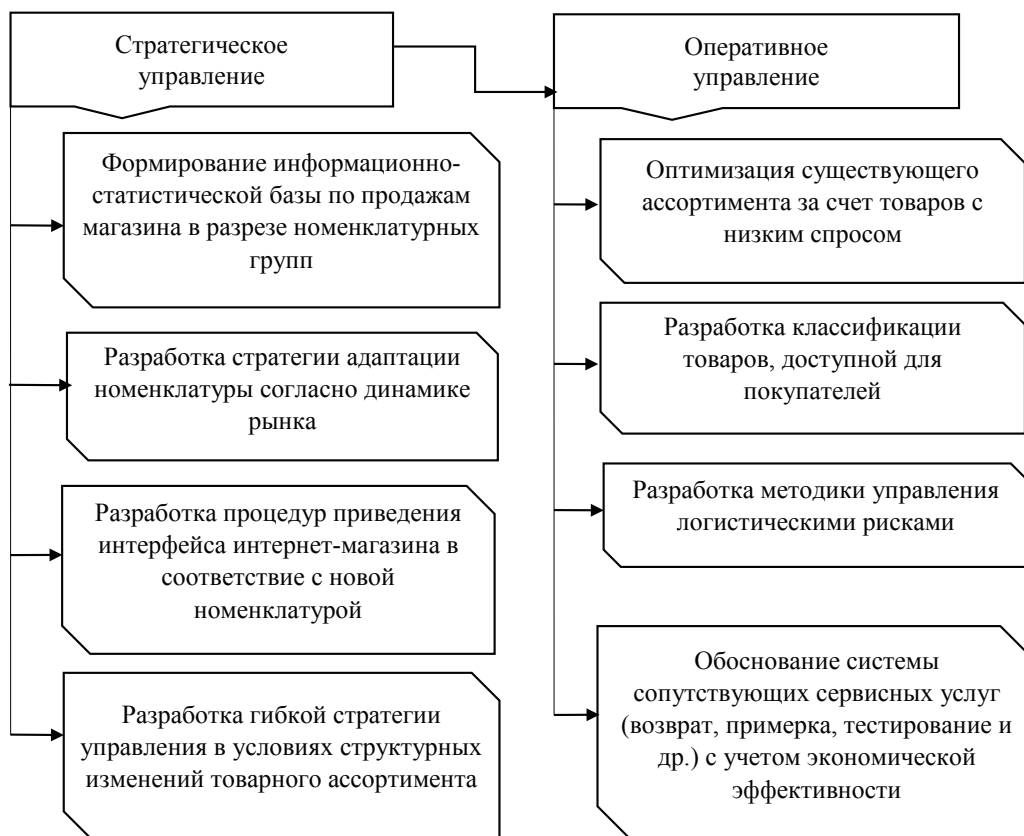 Стратегическое
управление
Формирование информационно-
статистической базы по продажам
магазина в разрезе номенклатурных
групп
Разработка стратегии адаптации
номенклатуры согласно динамике
рынка
Разработка процедур приведения
интерфейса интернет-магазина в
соответствие с новой
номенклатурой
Разработка гибкой стратегии
управления в условиях структурных
изменений товарного ассортимента
Оперативное
управление
Оптимизация существующего
ассортимента за счет товаров с
низким спросом
Разработка классификации
товаров, доступной для
покупателей
Разработка методики управления
логистическими рисками
Обоснование системы
сопутствующих сервисных услуг
(возврат, примерка, тестирование и
др.) с учетом экономической
эффективности